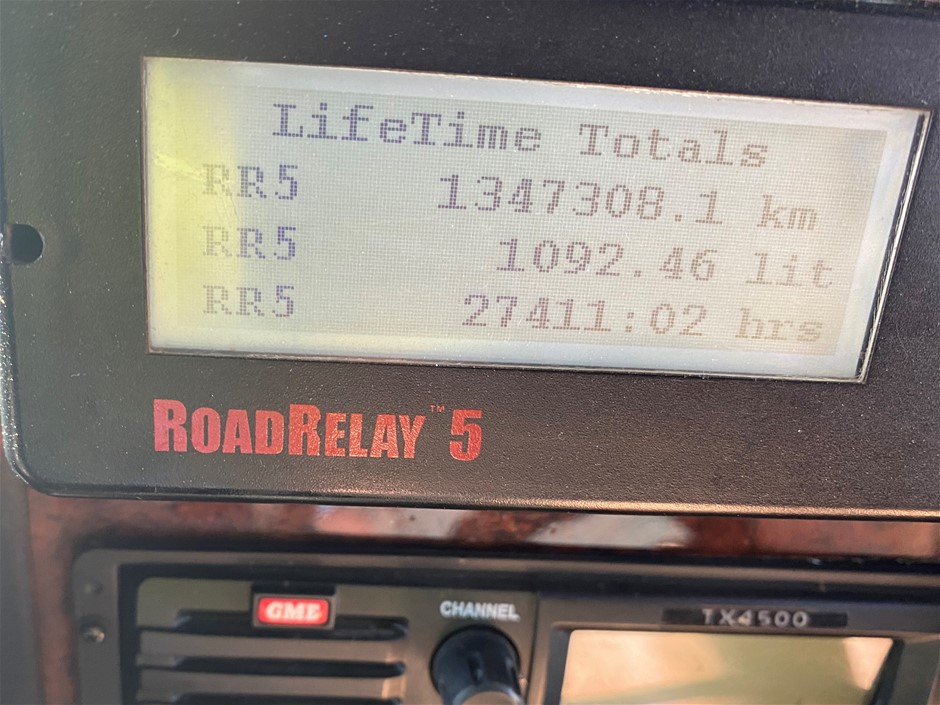 LifeTime Totals
RR5 1347308.1 km
RR5 1092.46 lit
RR5 27411:02 hrs
ROADRELAY™ 5
GME CHANNEL TX4500